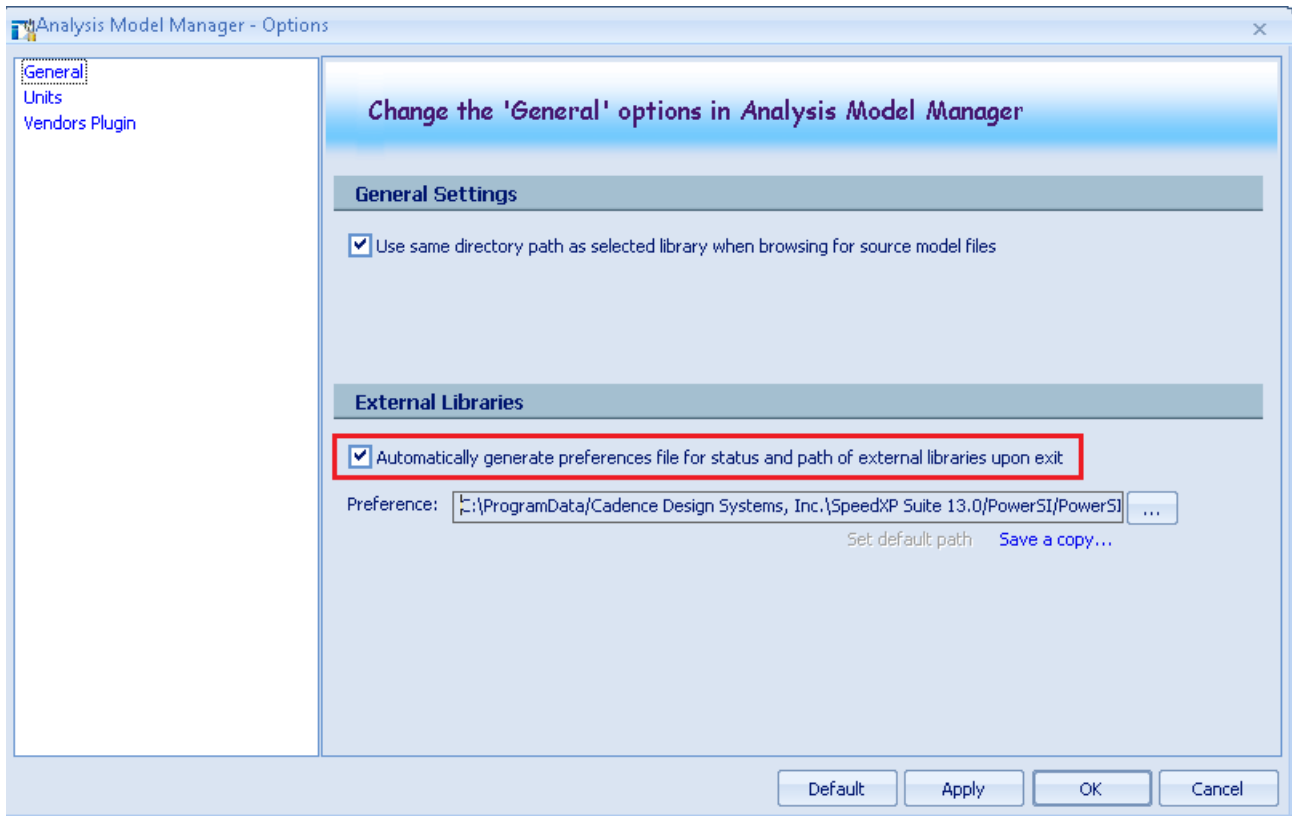 Analysis Model Manager - Options
General
Units
Vendors Plugin
Change the 'General' options in Analysis Model Manager
General Settings
Use same directory path as selected library when browsing for source model files
External Libraries
Automatically generate preferences file for status and path of external libraries upon exit
Preference: C:\ProgramData/Cadence Design Systems, Inc.\SpeedXP Suite 13.0/PowerSI/PowerSI ...
Set default path Save a copy...
Default Apply OK Cancel